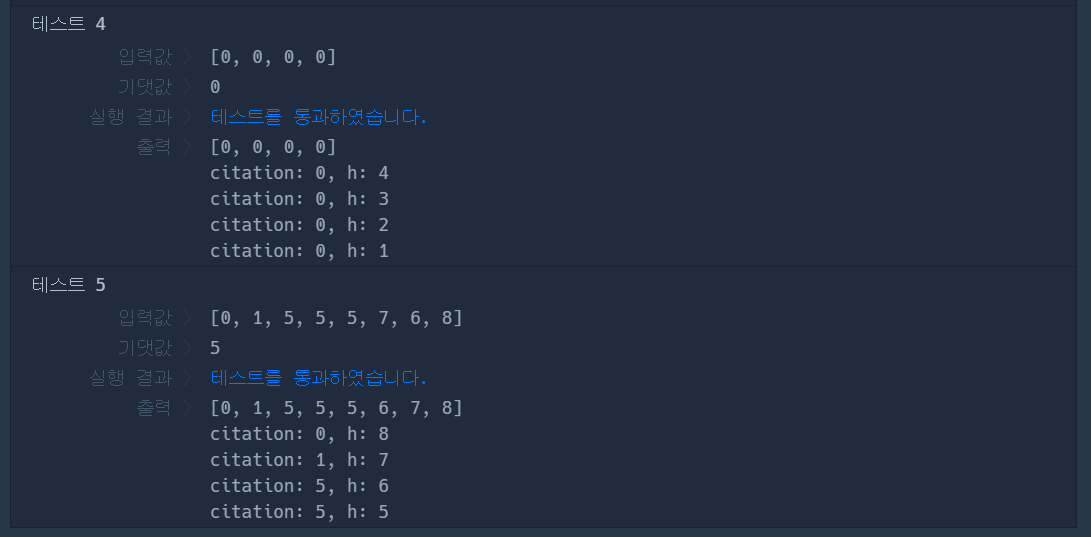 테스트 4
입력값 〉 [0, 0, 0, 0]
기댓값 〉 0
실행 결과 〉 테스트를 통과하였습니다.
출력 〉 [0, 0, 0, 0]
citation: 0, h: 4
citation: 0, h: 3
citation: 0, h: 2
citation: 0, h: 1
테스트 5
입력값 〉 [0, 1, 5, 5, 5, 7, 6, 8]
기댓값 〉 5
실행 결과 〉 테스트를 통과하였습니다.
출력 〉 [0, 1, 5, 5, 5, 6, 7, 8]
citation: 0, h: 8
citation: 1, h: 7
citation: 5, h: 6
citation: 5, h: 5